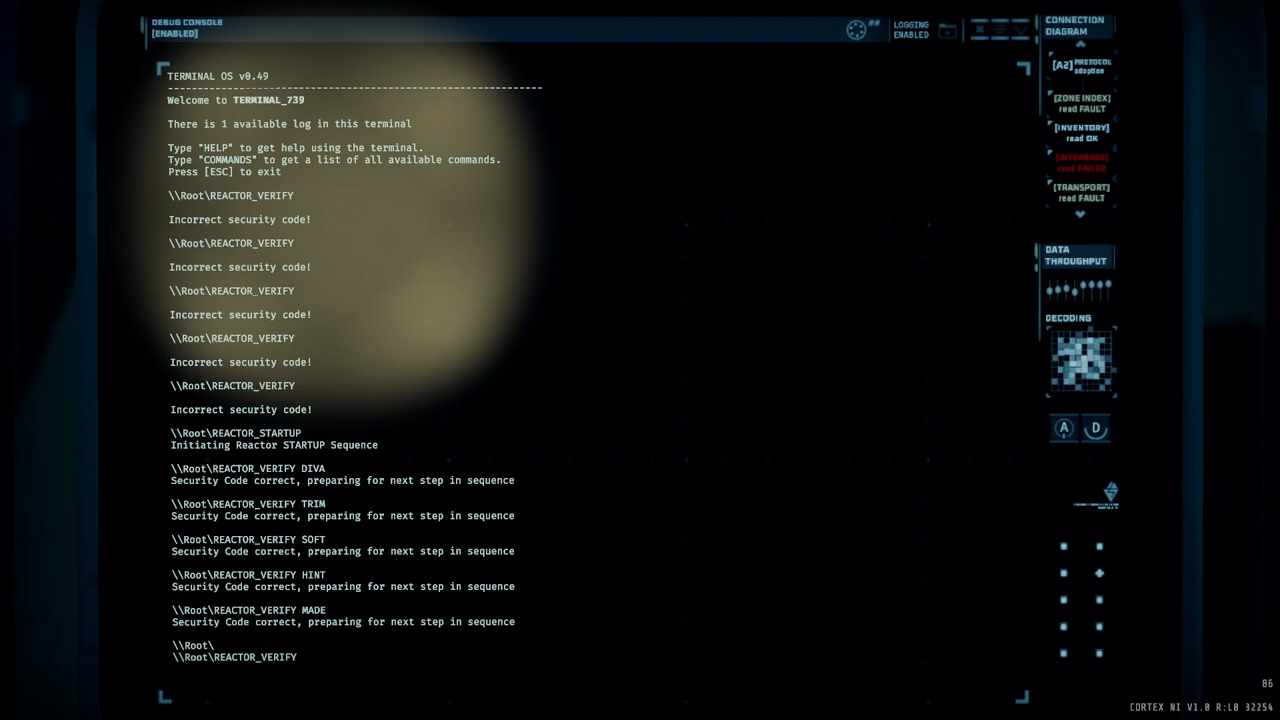 DEBUG CONSOLE
[ENABLED]
LOGGING
ENABLED
CONNECTION
DIAGRAM
[A2] PROTOCOL
adoption
[ZONE INDEX]
read FAULT
[INVENTORY]
read OK
[INTERBASE]
read FAILED
[TRANSPORT]
read FAULT
DATA
THROUGHPUT
DECODING
A D
TERMINAL OS v0.49
Welcome to TERMINAL_739
There is 1 available log in this terminal
Type "HELP" to get help using the terminal.
Type "COMMANDS" to get a list of all available commands.
Press [ESC] to exit
\\Root\REACTOR_VERIFY
Incorrect security code!
\\Root\REACTOR_VERIFY
Incorrect security code!
\\Root\REACTOR_VERIFY
Incorrect security code!
\\Root\REACTOR_VERIFY
Incorrect security code!
\\Root\REACTOR_VERIFY
Incorrect security code!
\\Root\REACTOR_STARTUP
Initiating Reactor STARTUP Sequence
\\Root\REACTOR_VERIFY DIVA
Security Code correct, preparing for next step in sequence
\\Root\REACTOR_VERIFY TRIM
Security Code correct, preparing for next step in sequence
\\Root\REACTOR_VERIFY SOFT
Security Code correct, preparing for next step in sequence
\\Root\REACTOR_VERIFY HINT
Security Code correct, preparing for next step in sequence
\\Root\REACTOR_VERIFY MADE
Security Code correct, preparing for next step in sequence
\\Root\
\\Root\REACTOR_VERIFY
86
CORTEX NI V1.0 R:L0 32254